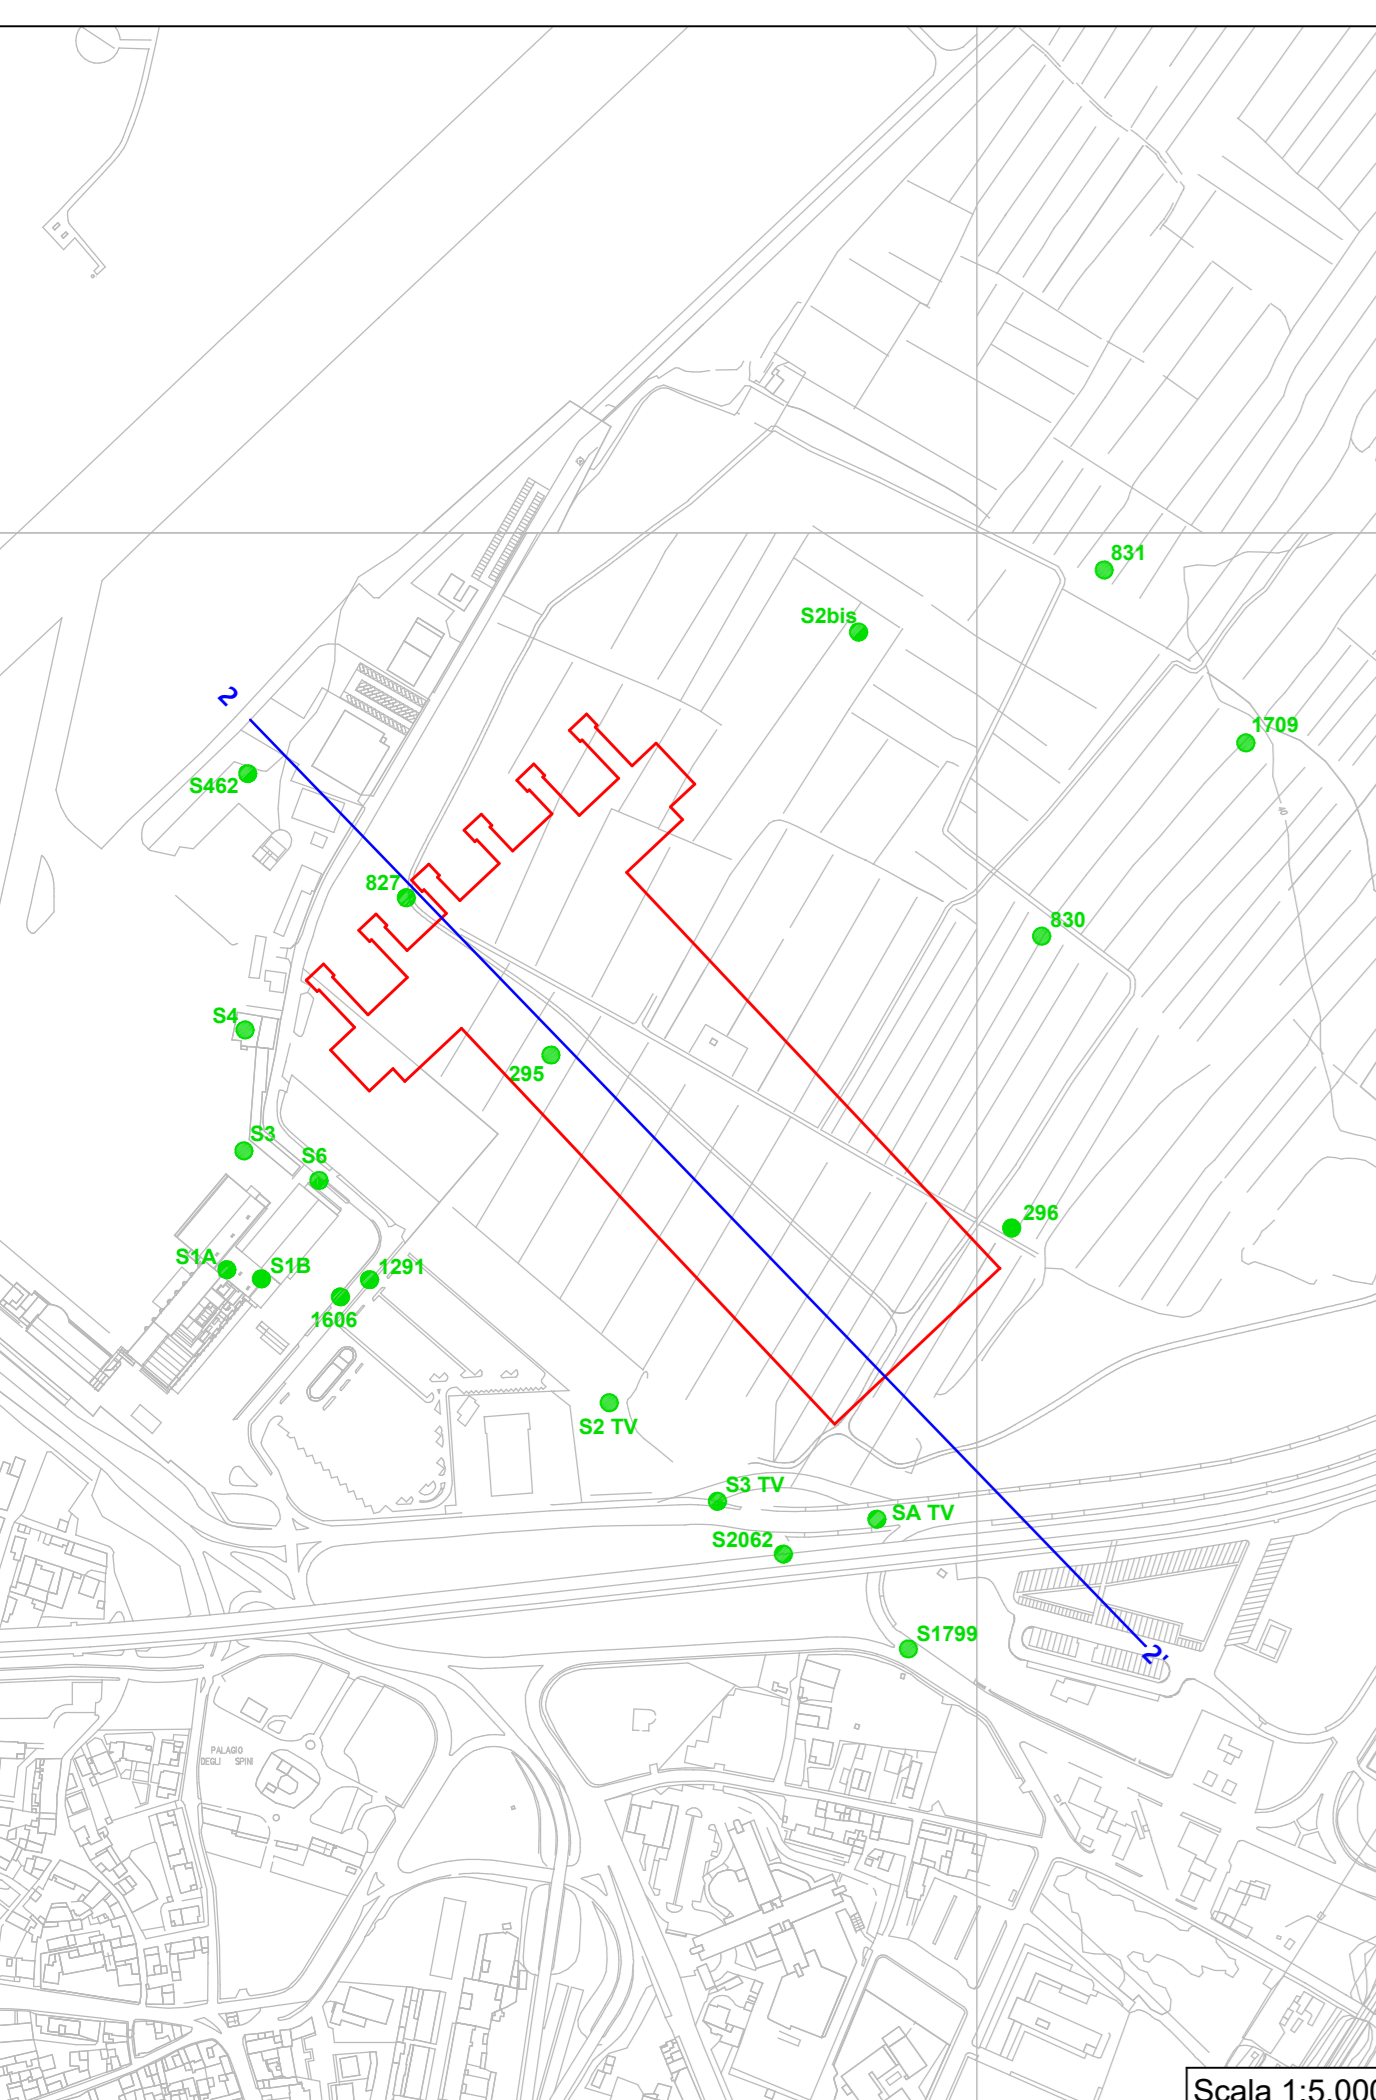 831
S2bis
2
1709
S462
827
830
S4
295
S3
S6
296
S1A
S1B
1291
1606
S2 TV
S3 TV
SA TV
S2062
S1799
2'
PALAGIO
DEGLI SPINI
Scala 1:5.000